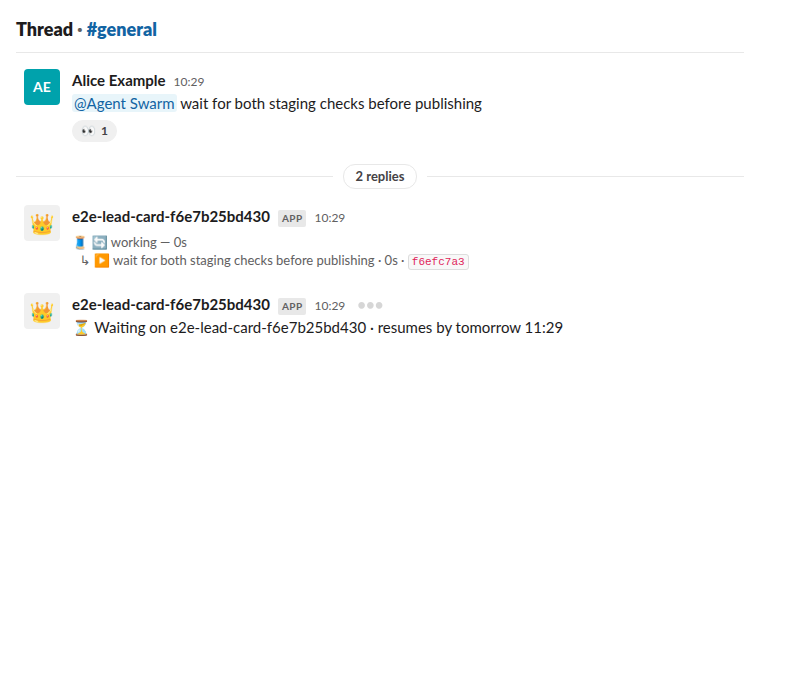 Thread • #general
AE
Alice Example 10:29
@Agent Swarm wait for both staging checks before publishing
👀 1
2 replies
e2e-lead-card-f6e7b25bd430 APP 10:29
🧵 🔄 working — 0s
↳ ▶️ wait for both staging checks before publishing · 0s · f6efc7a3
e2e-lead-card-f6e7b25bd430 APP 10:29
⏳ Waiting on e2e-lead-card-f6e7b25bd430 · resumes by tomorrow 11:29